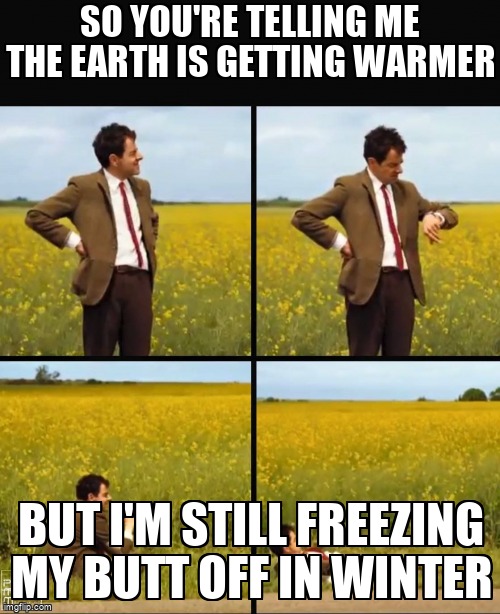 SO YOU'RE TELLING ME
THE EARTH IS GETTING WARMER
BUT I'M STILL FREEZING
MY BUTT OFF IN WINTER
imgflip.com